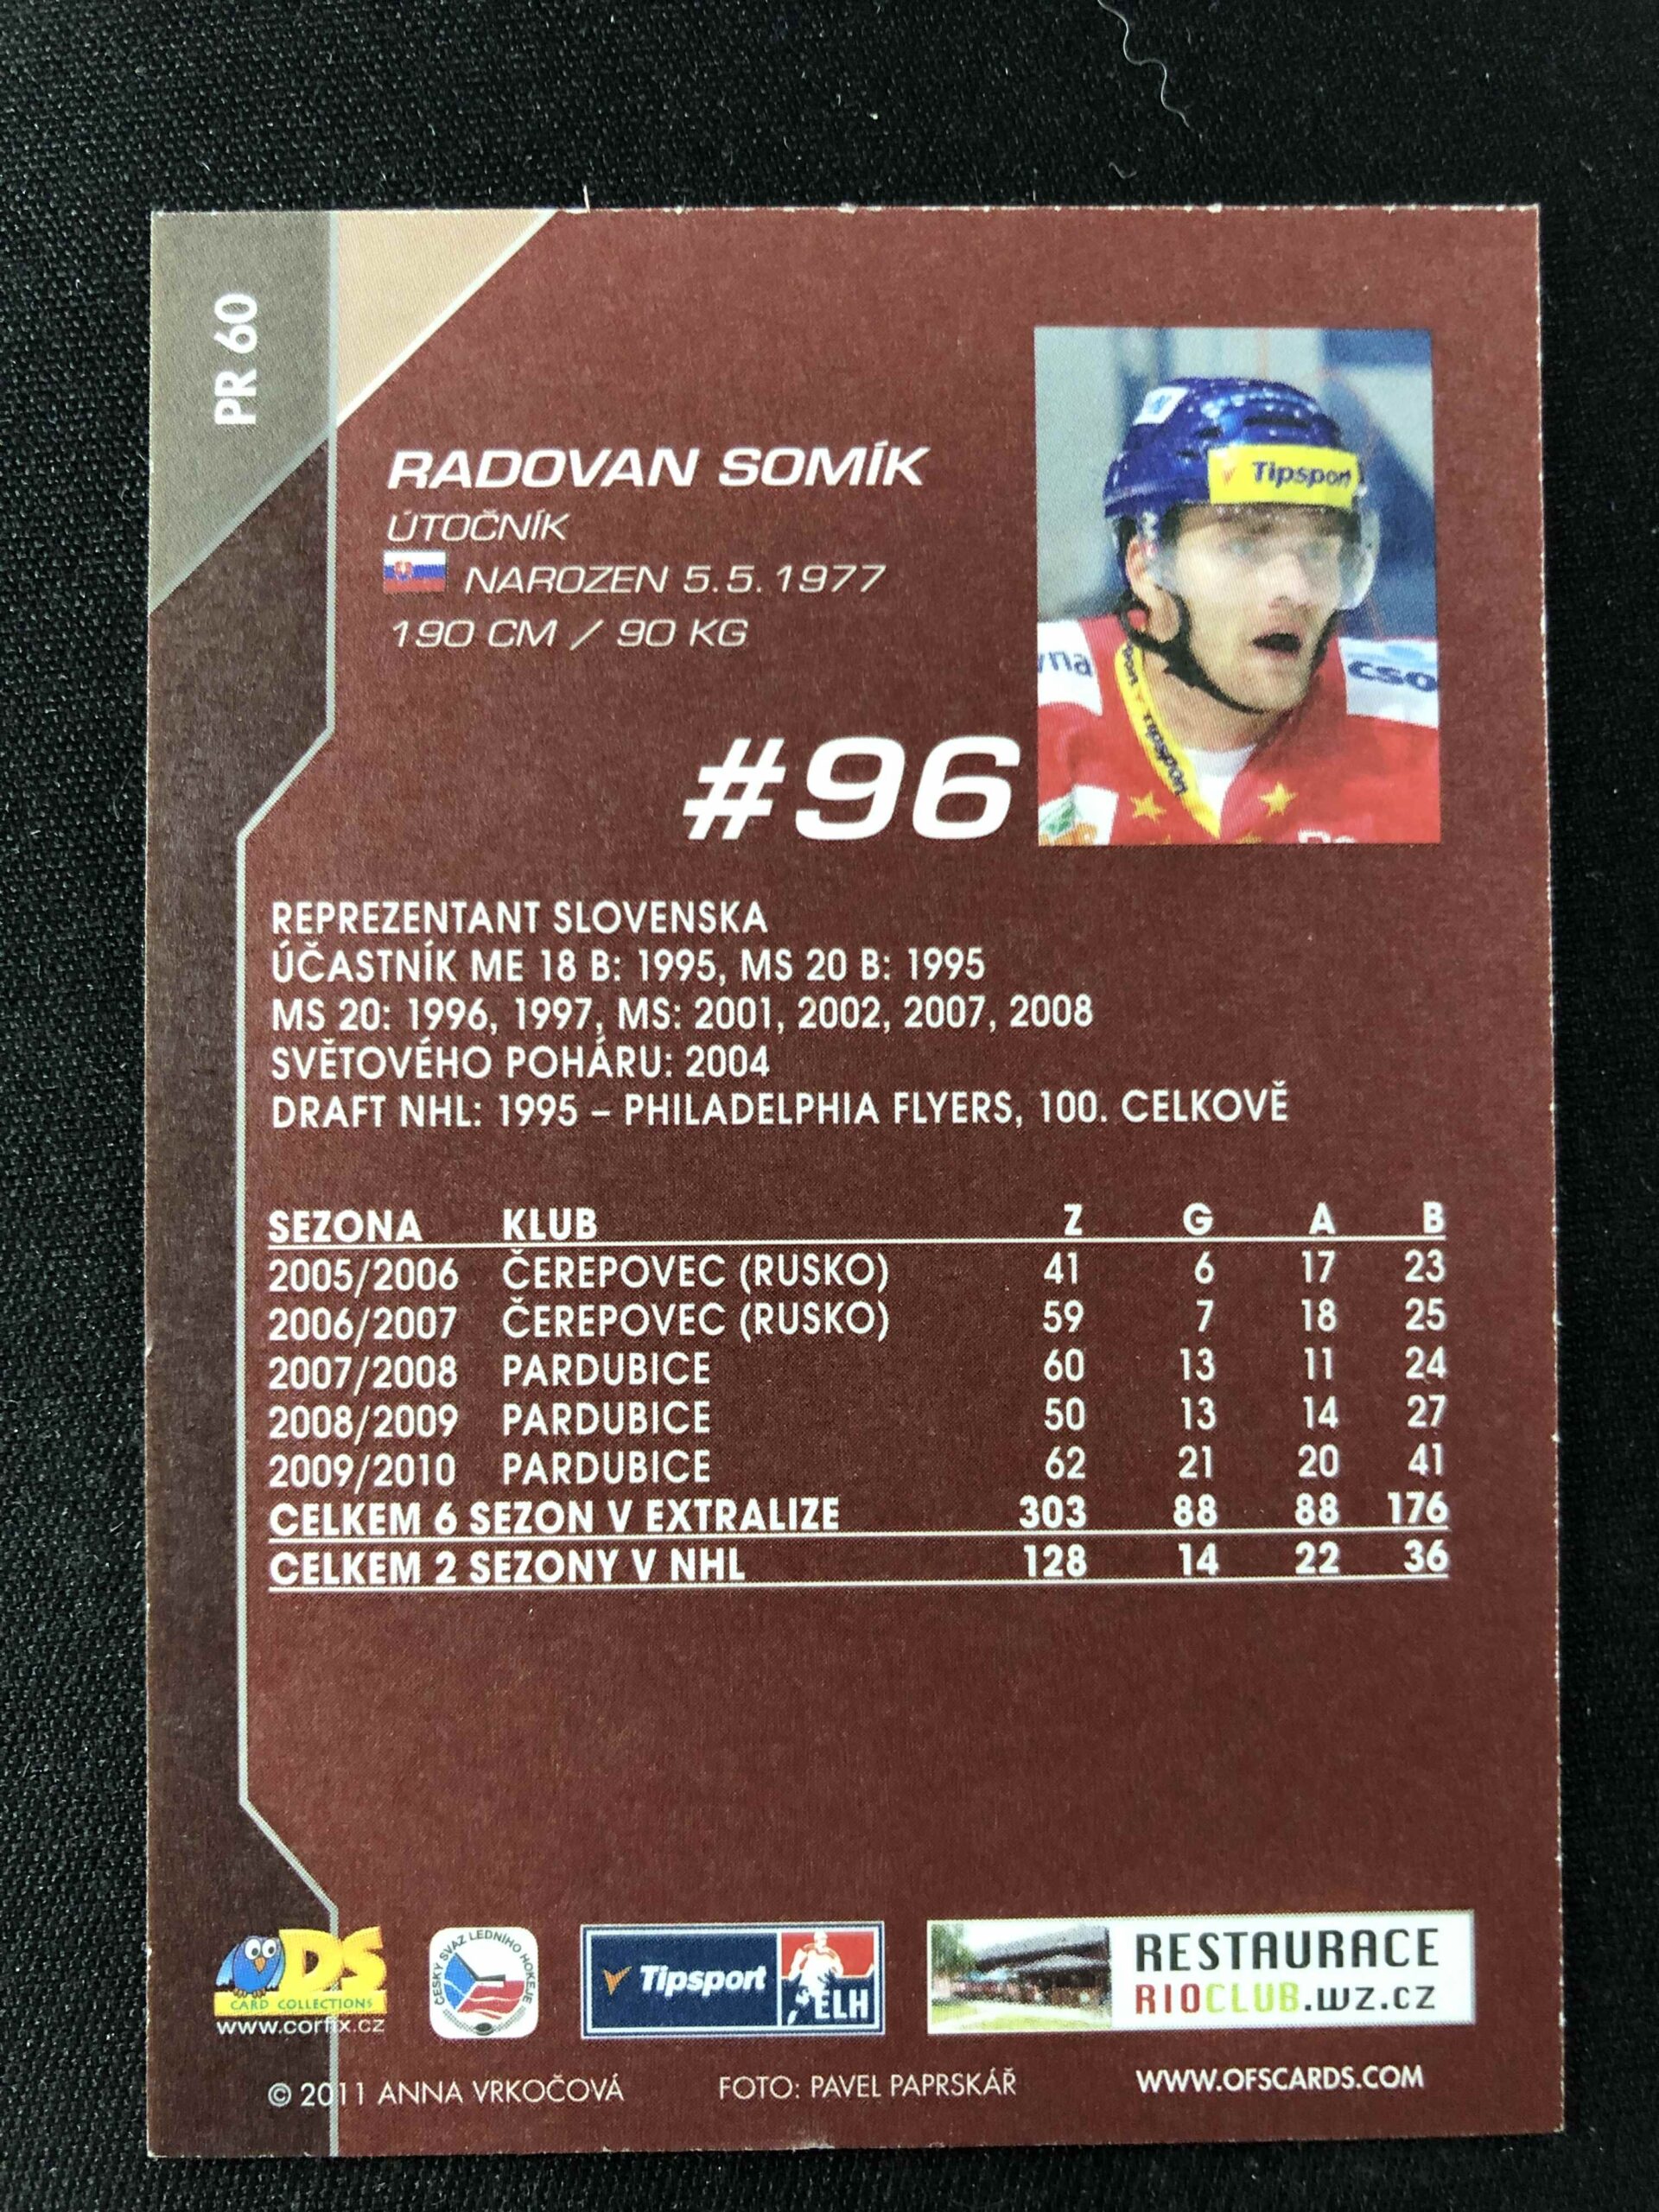 PR 60
RADOVAN SOMÍK
ÚTOČNÍK
NAROZEN 5.5.1977
190 CM / 90 KG
Tipsport
ČSO
Tipsport
#96
REPREZENTANT SLOVENSKA
ÚČASTNÍK ME 18 B: 1995, MS 20 B: 1995
MS 20: 1996, 1997, MS: 2001, 2002, 2007, 2008
SVĚTOVÉHO POHÁRU: 2004
DRAFT NHL: 1995 – PHILADELPHIA FLYERS, 100. CELKOVĚ
SEZONA KLUB Z G A B
2005/2006 ČEREPOVEC (RUSKO) 41 6 17 23
2006/2007 ČEREPOVEC (RUSKO) 59 7 18 25
2007/2008 PARDUBICE 60 13 11 24
2008/2009 PARDUBICE 50 13 14 27
2009/2010 PARDUBICE 62 21 20 41
CELKEM 6 SEZON V EXTRALIZE 303 88 88 176
CELKEM 2 SEZONY V NHL 128 14 22 36
DS
CARD COLLECTIONS
www.corfix.cz
ČESKÝ SVAZ LEDNÍHO HOKEJE
Tipsport ELH
RESTAURACE
RIOCLUB.WZ.CZ
© 2011 ANNA VRKOČOVÁ FOTO: PAVEL PAPRSKÁŘ WWW.OFSCARDS.COM